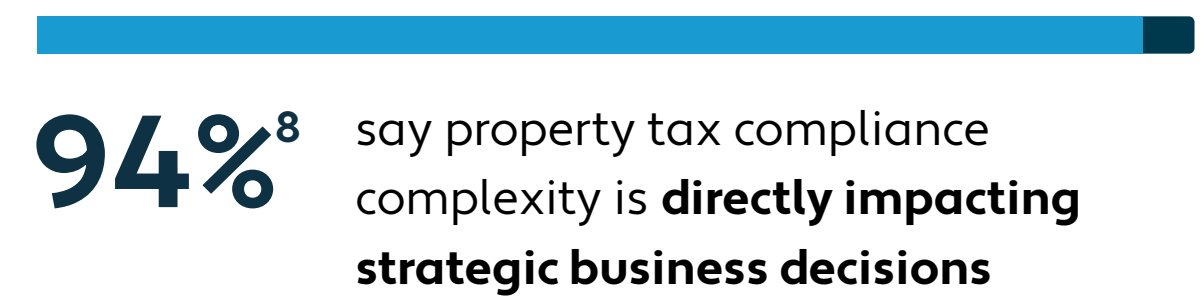 94%⁸
say property tax compliance
complexity is directly impacting
strategic business decisions